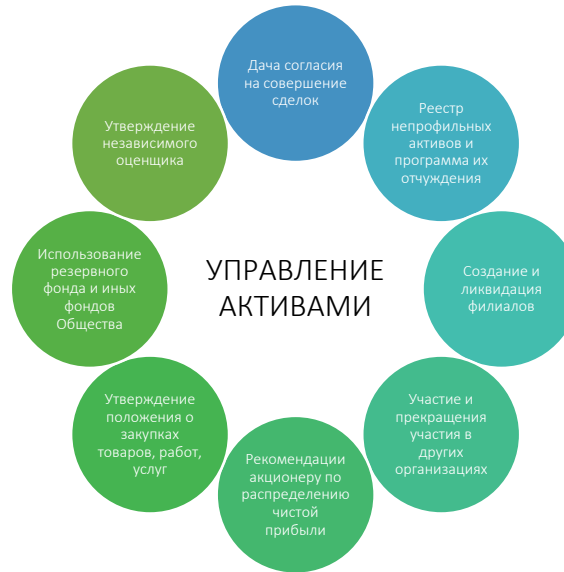 Дача согласия
на совершение
сделок
Реестр
непрофильных
активов и
программа их
отчуждения
Создание и
ликвидация
филиалов
Участие и
прекращения
участия в
других
организациях
Рекомендации
акционеру по
распределению
чистой
прибыли
Утверждение
положения о
закупках
товаров, работ,
услуг
Использование
резервного
фонда и иных
фондов
Общества
Утверждение
независимого
оценщика
УПРАВЛЕНИЕ
АКТИВАМИ